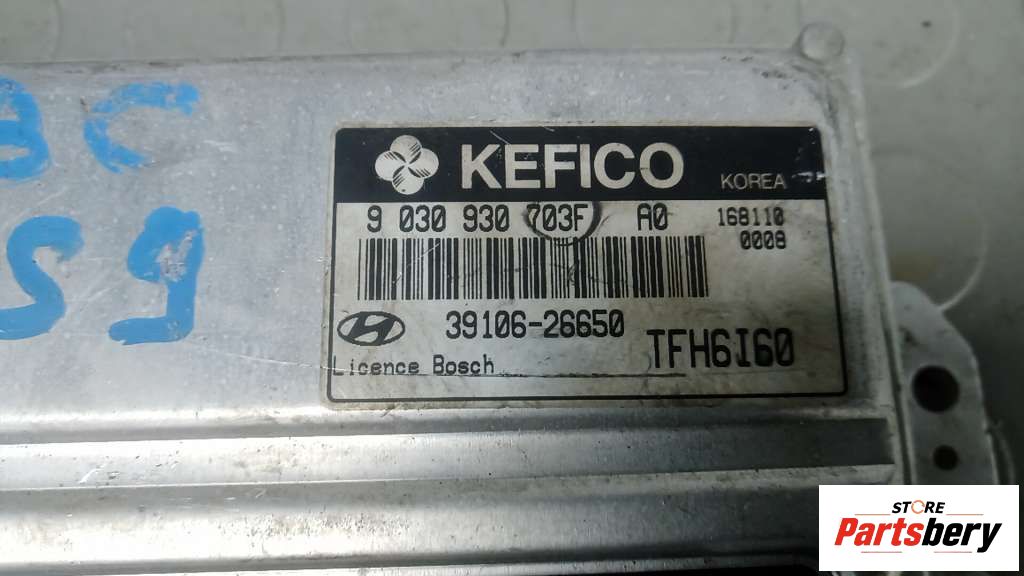 KEFICO KOREA
9 030 930 703F A0 168110
0008
39106-26650
TFH6I60
Licence Bosch
STORE
Partsbery